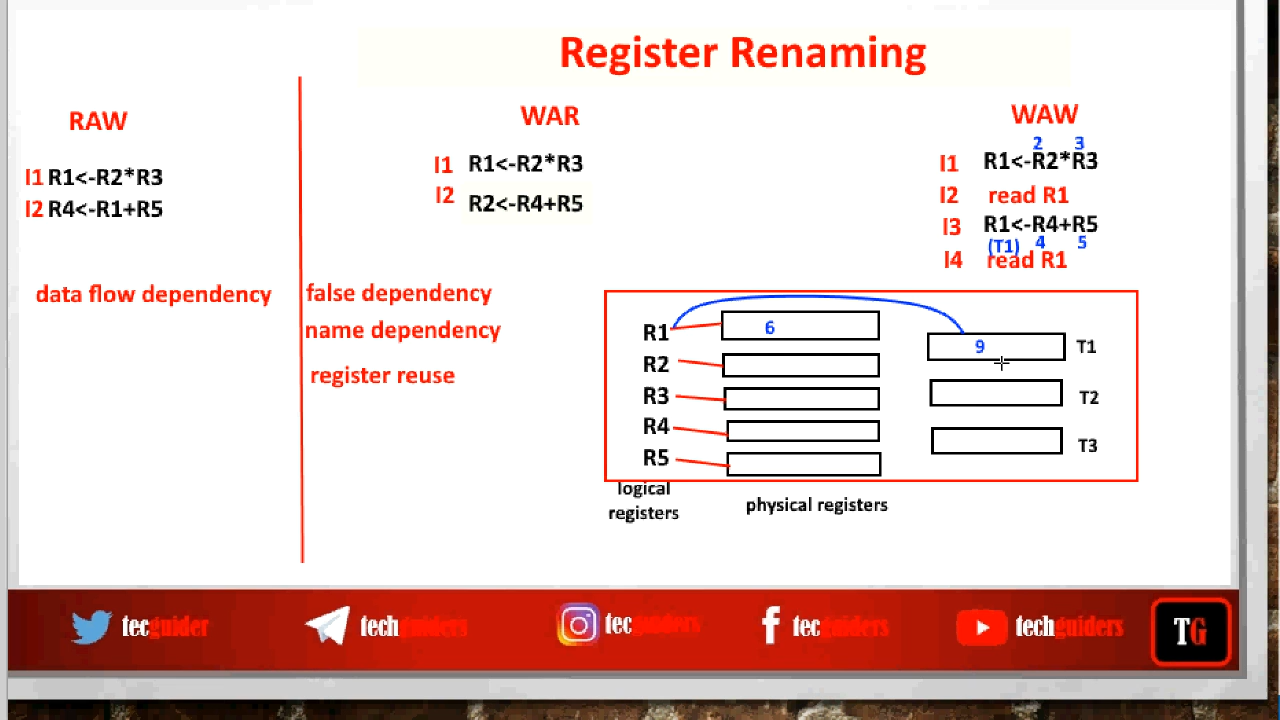 Register Renaming
RAW
I1 R1<-R2*R3
I2 R4<-R1+R5
data flow dependency
WAR
I1 R1<-R2*R3
I2 R2<-R4+R5
false dependency
name dependency
register reuse
WAW
2 3
I1 R1<-R2*R3
I2 read R1
I3 R1<-R4+R5
(T1) 4 5
I4 read R1
R1 6
R2
R3
R4
R5
9 T1
T2
T3
logical
registers
physical registers
tecguider
techguiders
tecguiders
tecguiders
techguiders
TG